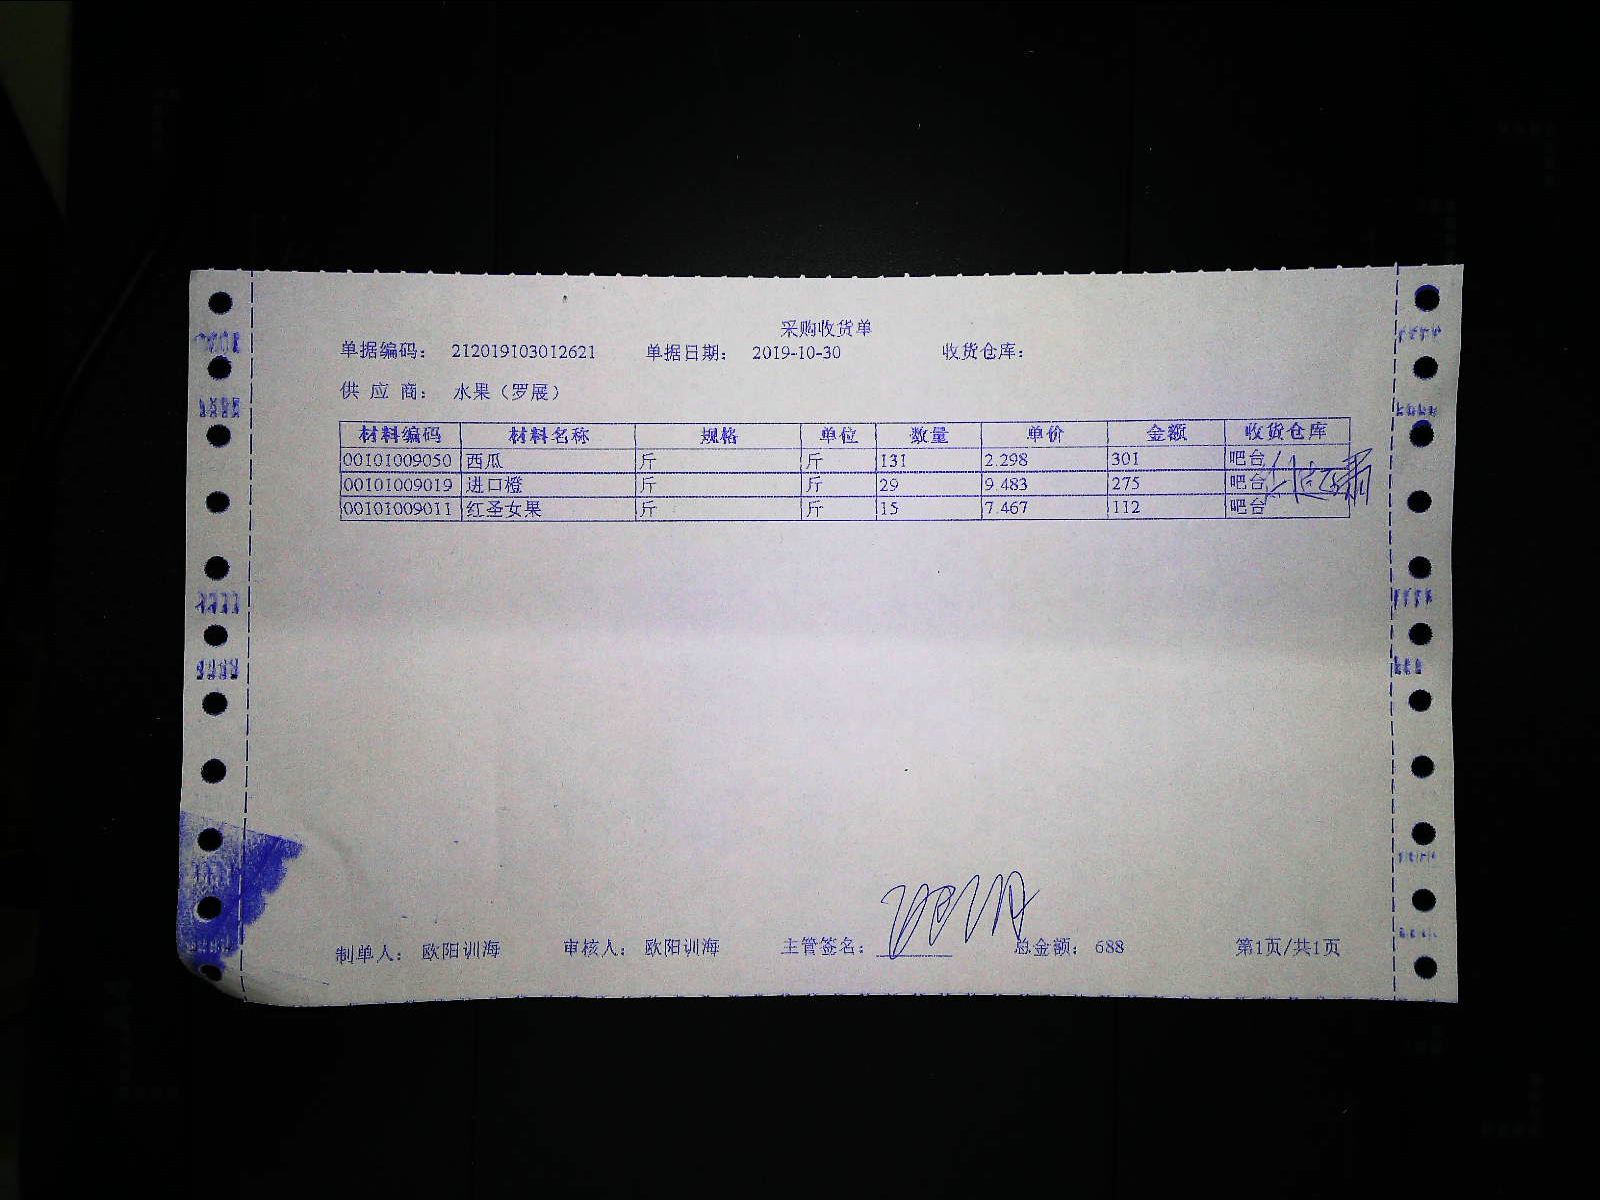 采购收货单
单据编码： 212019103012621 单据日期： 2019-10-30 收货仓库：
供 应 商： 水果（罗展）
材料编码 材料名称 规格 单位 数量 单价 金额 收货仓库
00101009050 西瓜 斤 斤 131 2.298 301 吧台
00101009019 进口橙 斤 斤 29 9.483 275 吧台
00101009011 红圣女果 斤 斤 15 7.467 112 吧台
制单人： 欧阳训海 审核人： 欧阳训海 主管签名： 总金额： 688 第1页/共1页